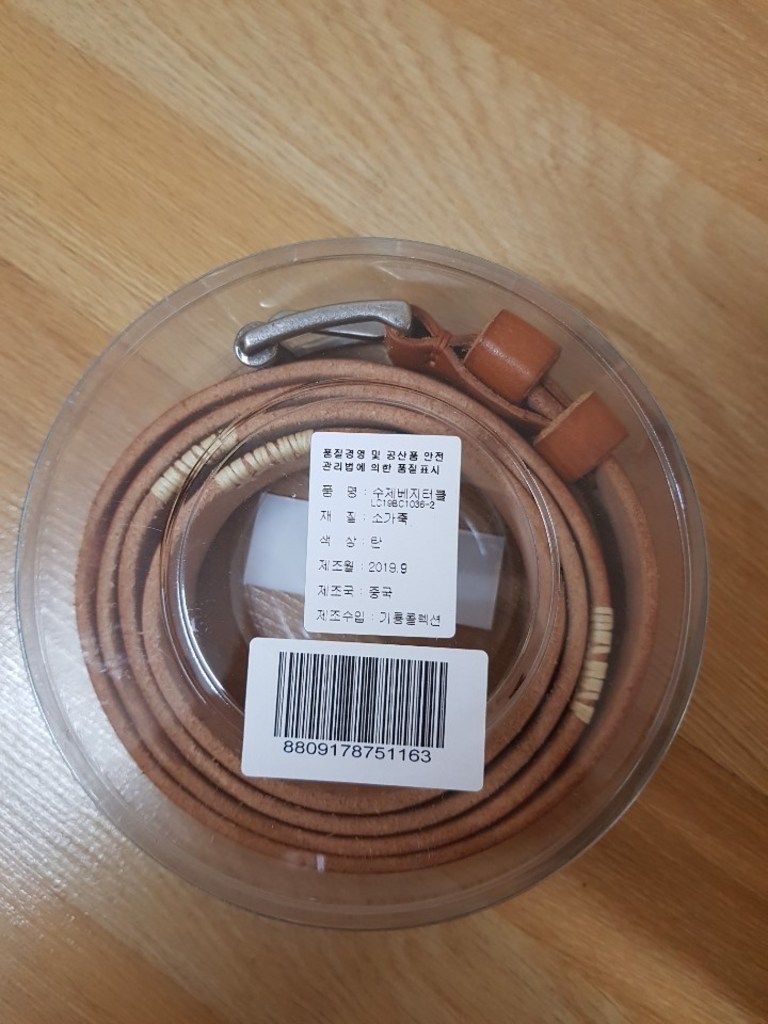 품질경영 및 공산품 안전
관리법에 의한 품질표시
품 명 : 수제베지터블
LC19BC1036-2
재 질 : 소가죽
색 상 : 탄
제조월 : 2019.9
제조국 : 중국
제조수입 : 기룡콜렉션
8809178751163